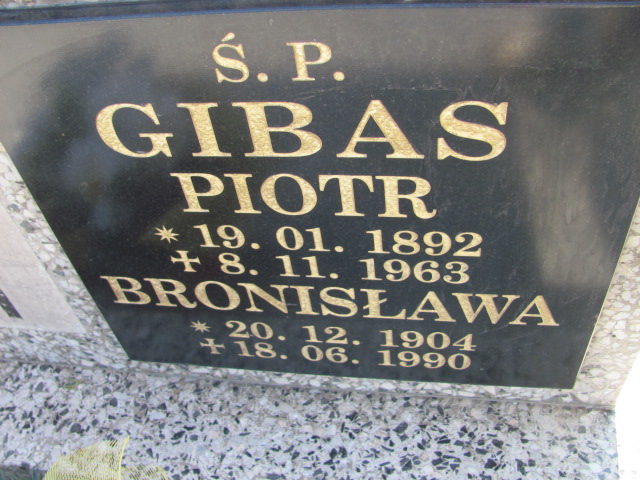 Ś. P.
GIBAS
PIOTR
* 19. 01. 1892
+ 8. 11. 1963
BRONISŁAWA
* 20. 12. 1904
+ 18. 06. 1990